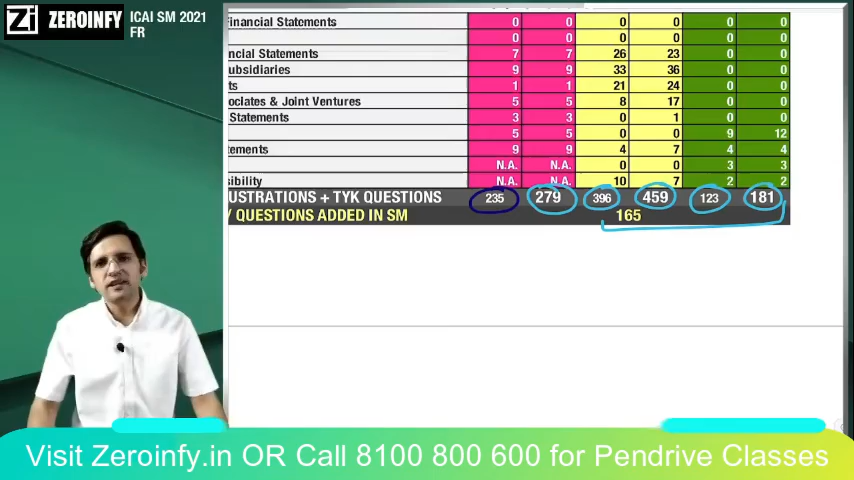 Zi ZEROINFY
ICAI SM 2021
FR
Financial Statements 0 0 0 0 0 0
0 0 0 0 0 0
ncial Statements 7 7 26 23 0 0
ubsidiaries 9 9 33 36 0 0
ts 1 1 21 24 0 0
ociates & Joint Ventures 5 5 8 17 0 0
Statements 3 3 0 1 0 0
5 5 0 0 9 12
tements 9 9 4 7 4 4
N.A. N.A. 0 0 3 3
sibility N.A. N.A. 10 7 2 2
USTRATIONS + TYK QUESTIONS 235 279 396 459 123 181
/ QUESTIONS ADDED IN SM 165
Visit Zeroinfy.in OR Call 8100 800 600 for Pendrive Classes